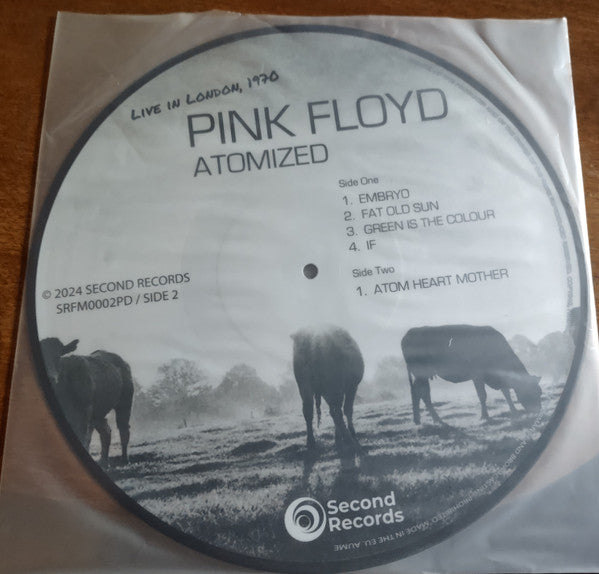 LIVE IN LONDON, 1970
PINK FLOYD
ATOMIZED
Side One
1. EMBRYO
2. FAT OLD SUN
3. GREEN IS THE COLOUR
4. IF
Side Two
1. ATOM HEART MOTHER
© 2024 SECOND RECORDS
SRFM0002PD / SIDE 2
Second
Records
PROHIBITED. MADE IN THE EU.